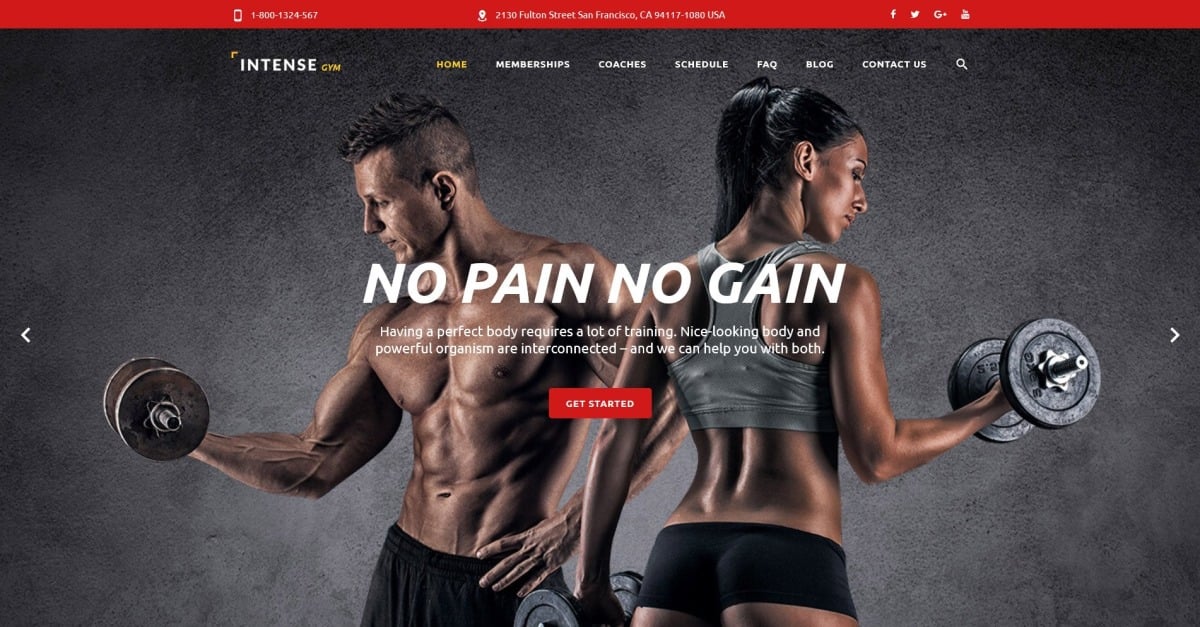 1-800-1324-567
2130 Fulton Street San Francisco, CA 94117-1080 USA
INTENSE GYM
HOME MEMBERSHIPS COACHES SCHEDULE FAQ BLOG CONTACT US
NO PAIN NO GAIN
Having a perfect body requires a lot of training. Nice-looking body and
powerful organism are interconnected – and we can help you with both.
GET STARTED